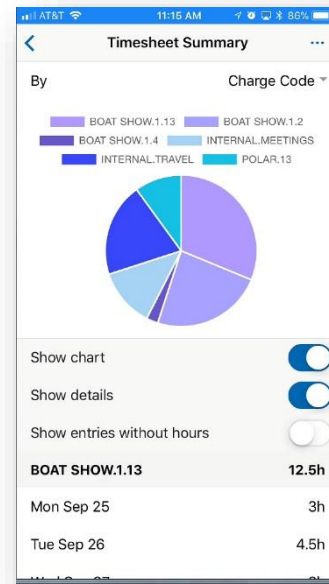 AT&T 11:15 AM 86%
Timesheet Summary ...
By Charge Code
BOAT SHOW.1.13 BOAT SHOW.1.2
BOAT SHOW.1.4 INTERNAL.MEETINGS
INTERNAL.TRAVEL POLAR.13
Show chart
Show details
Show entries without hours
BOAT SHOW.1.13 12.5h
Mon Sep 25 3h
Tue Sep 26 4.5h